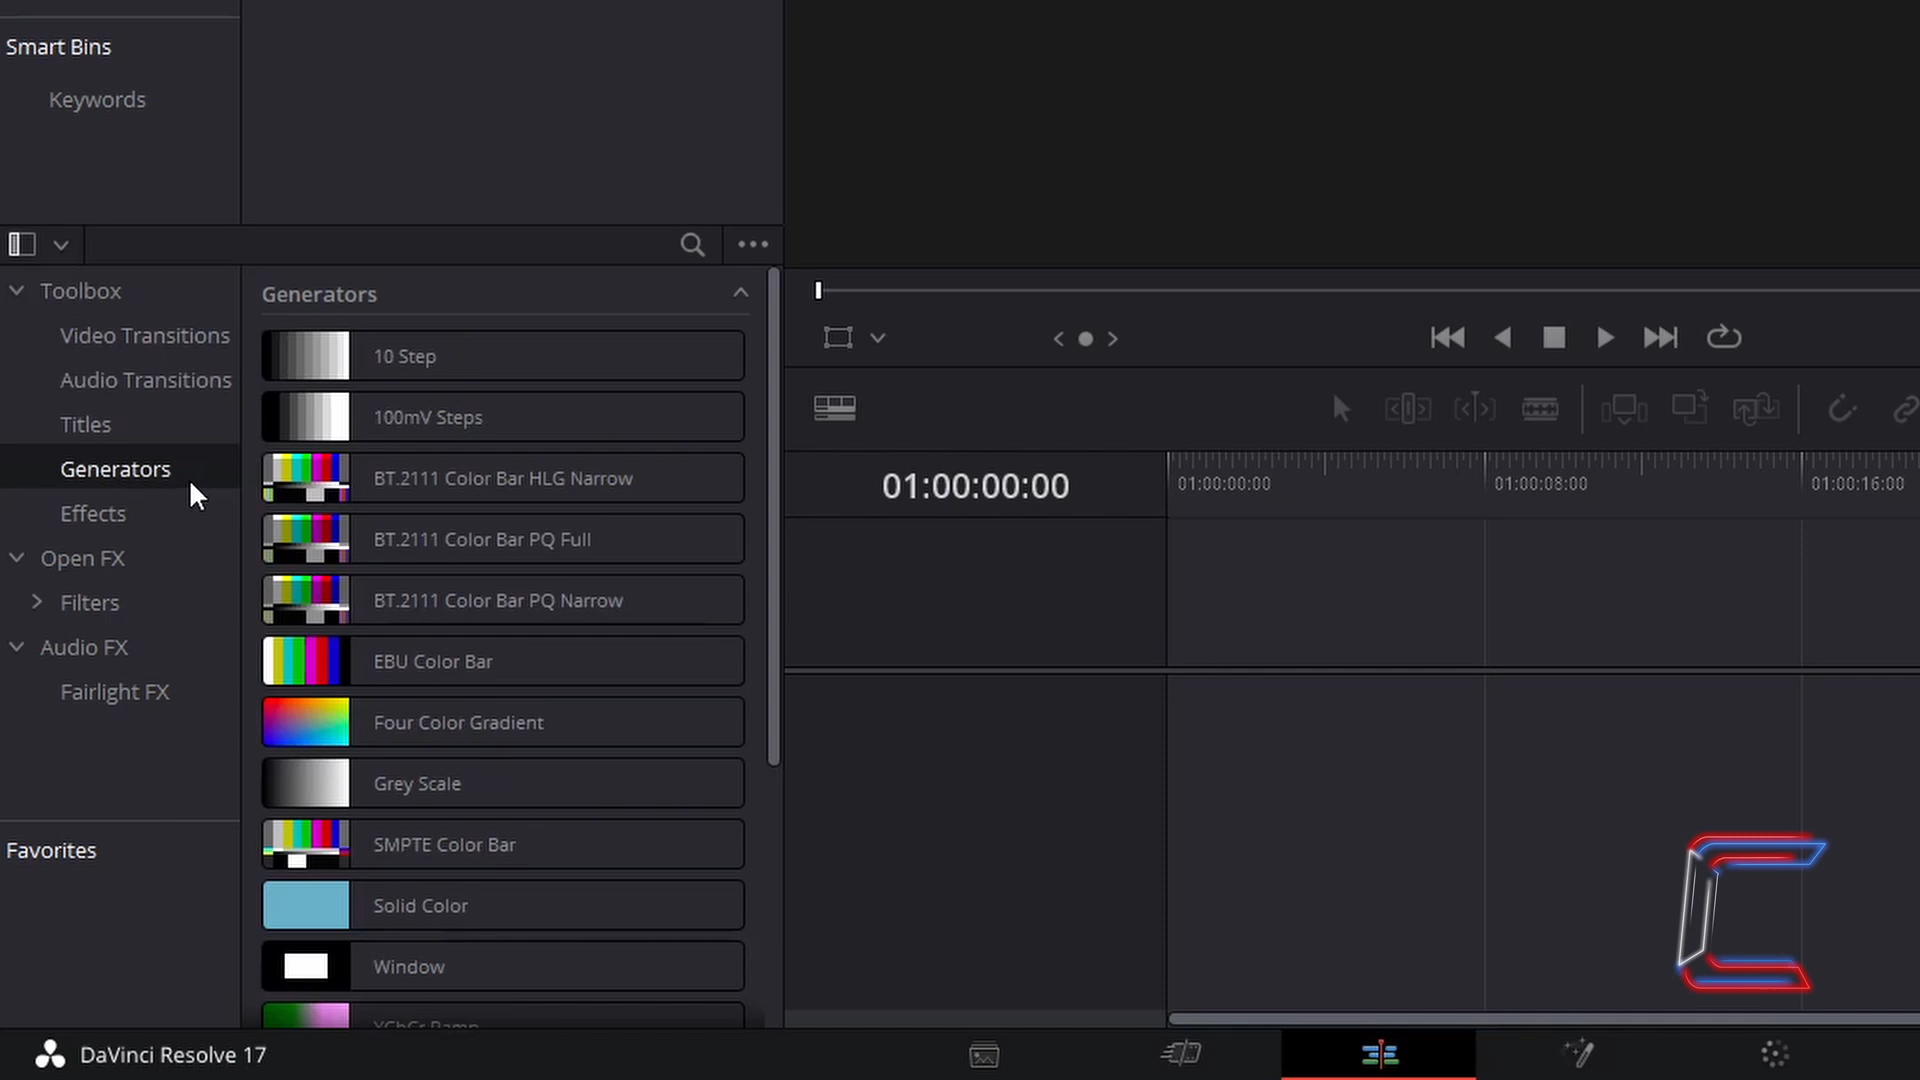 Smart Bins
Keywords
Toolbox
Video Transitions
Audio Transitions
Titles
Generators
Effects
Open FX
Filters
Audio FX
Fairlight FX
Favorites
Generators
10 Step
100mV Steps
BT.2111 Color Bar HLG Narrow
BT.2111 Color Bar PQ Full
BT.2111 Color Bar PQ Narrow
EBU Color Bar
Four Color Gradient
Grey Scale
SMPTE Color Bar
Solid Color
Window
YCbCr Ramp
01:00:00:00
01:00:00:00
01:00:08:00
01:00:16:00
DaVinci Resolve 17